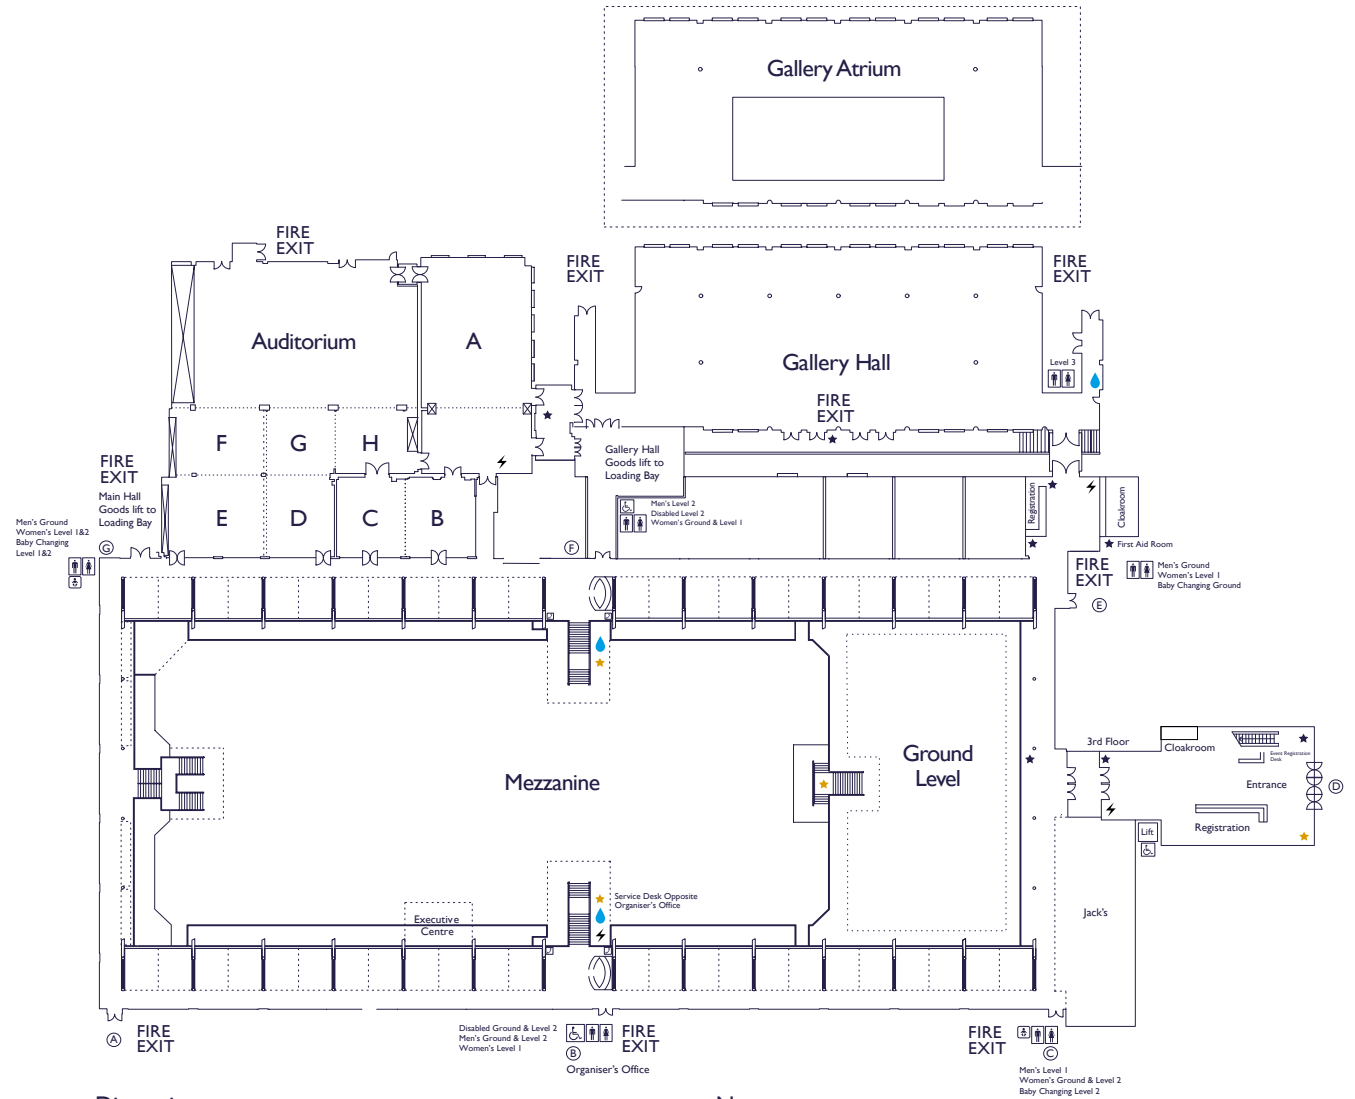 Gallery Atrium
FIRE
EXIT
FIRE
EXIT
FIRE
EXIT
Auditorium
A
Gallery Hall
Level 3
FIRE
EXIT
F
G
H
Gallery Hall
Goods lift to
Loading Bay
FIRE
EXIT
Main Hall
Goods lift to
Loading Bay
Men's Ground
Women's Level 1&2
Baby Changing
Level 1&2
G
E
D
C
B
F
Men's Level 2
Disabled Level 2
Women's Ground & Level 1
Registration
Cloakroom
First Aid Room
FIRE
EXIT
Men's Ground
Women's Level 1
Baby Changing Ground
E
Mezzanine
Ground
Level
3rd Floor
Cloakroom
Event Registration
Desk
Entrance
D
Registration
Lift
Jack's
Service Desk Opposite
Organiser's Office
Executive
Centre
A
FIRE
EXIT
Disabled Ground & Level 2
Men's Ground & Level 2
Women's Level 1
B
Organiser's Office
FIRE
EXIT
FIRE
EXIT
C
Men's Level 1
Women's Ground & Level 2
Baby Changing Level 2